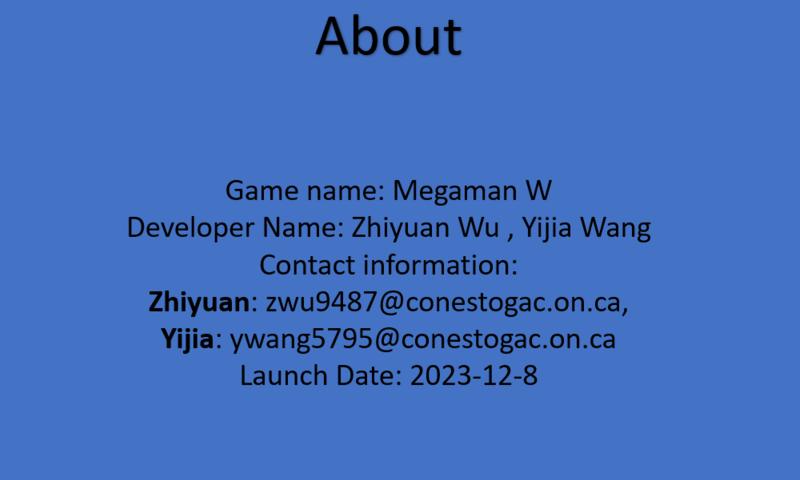 About
Game name: Megaman W
Developer Name: Zhiyuan Wu , Yijia Wang
Contact information:
Zhiyuan: zwu9487@conestogac.on.ca,
Yijia: ywang5795@conestogac.on.ca
Launch Date: 2023-12-8